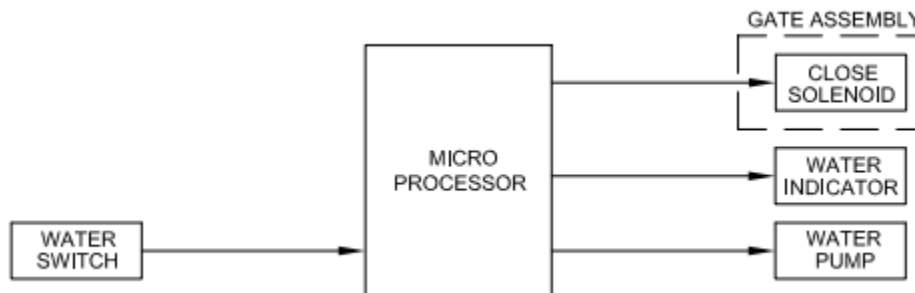 GATE ASSEMBLY
CLOSE
SOLENOID
MICRO
PROCESSOR
WATER
INDICATOR
WATER
SWITCH
WATER
PUMP